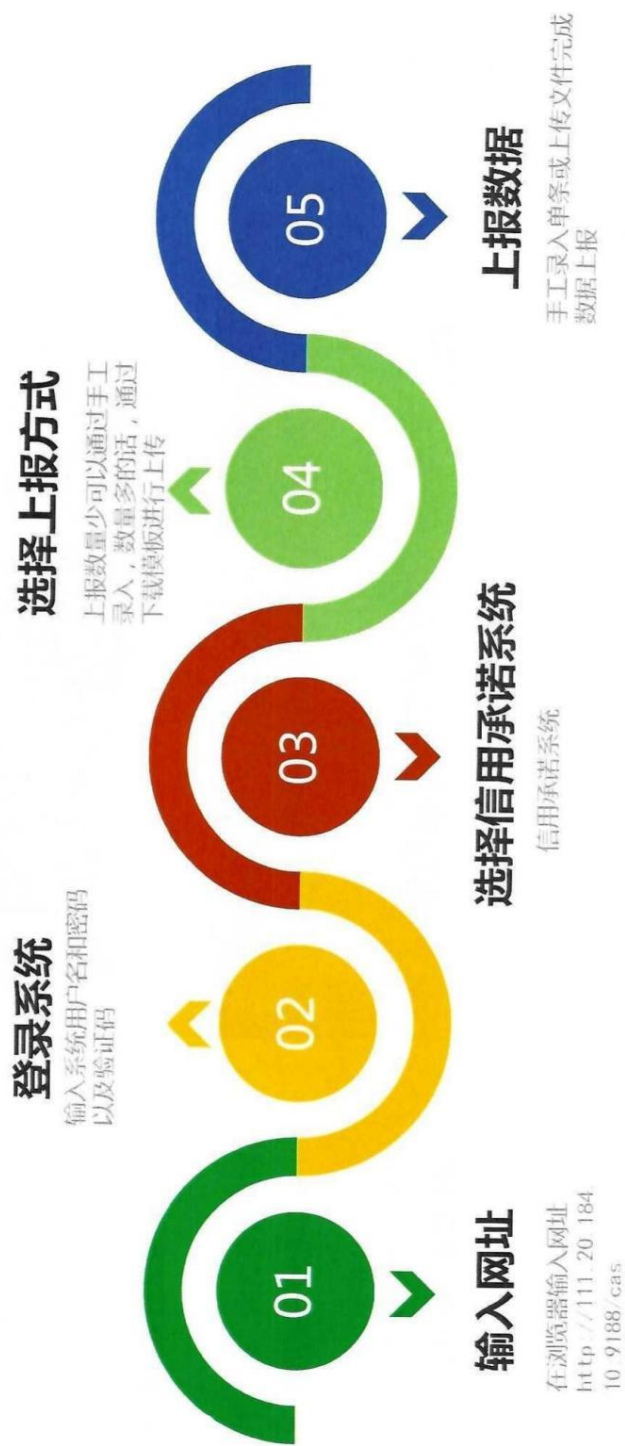 01
输入网址
在浏览器输入网址
http://111.20.184
10.9188/cas
02
登录系统
输入系统用户名和密码
以及验证码
03
选择信用承诺系统
信用承诺系统
04
选择上报方式
上报数量少可以通过手工
录入，数量多的话，通过
下载模板进行上传
05
上报数据
手工录入单条或上传文件完成
数据上报